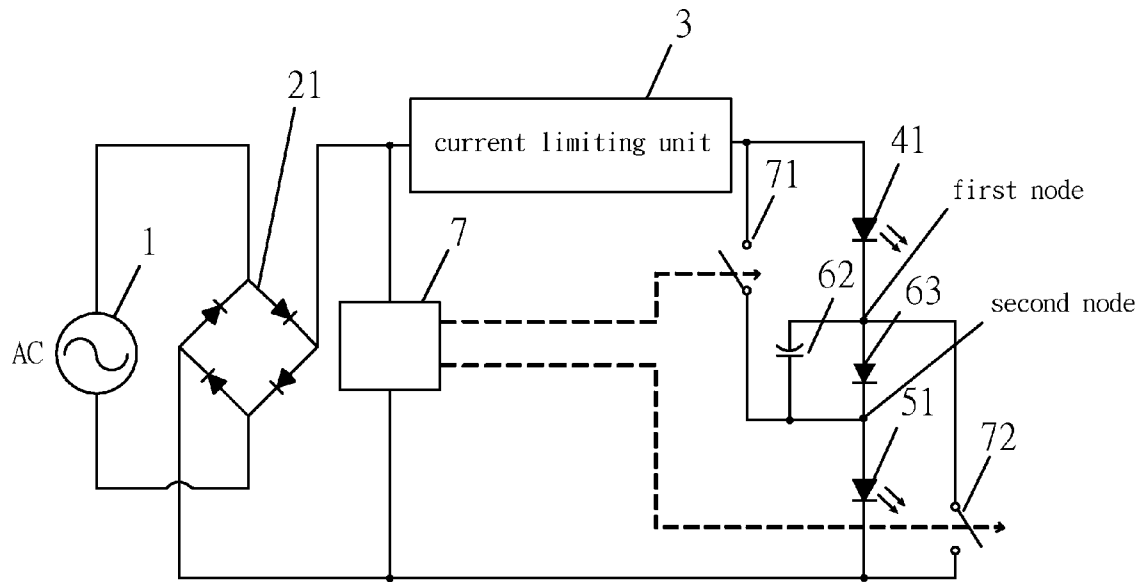 3
21
current limiting unit
41
71
first node
1
7
62
63
second node
AC
51
72